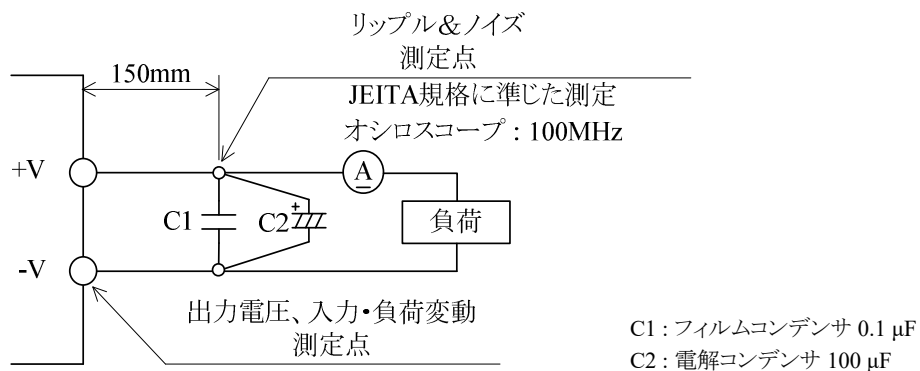 リップル&ノイズ
測定点
150mm
JEITA規格に準じた測定
オシロスコープ : 100MHz
+V
A
C1
C2
+
負荷
-V
出力電圧、入力・負荷変動
測定点
C1 : フィルムコンデンサ 0.1 μF
C2 : 電解コンデンサ 100 μF